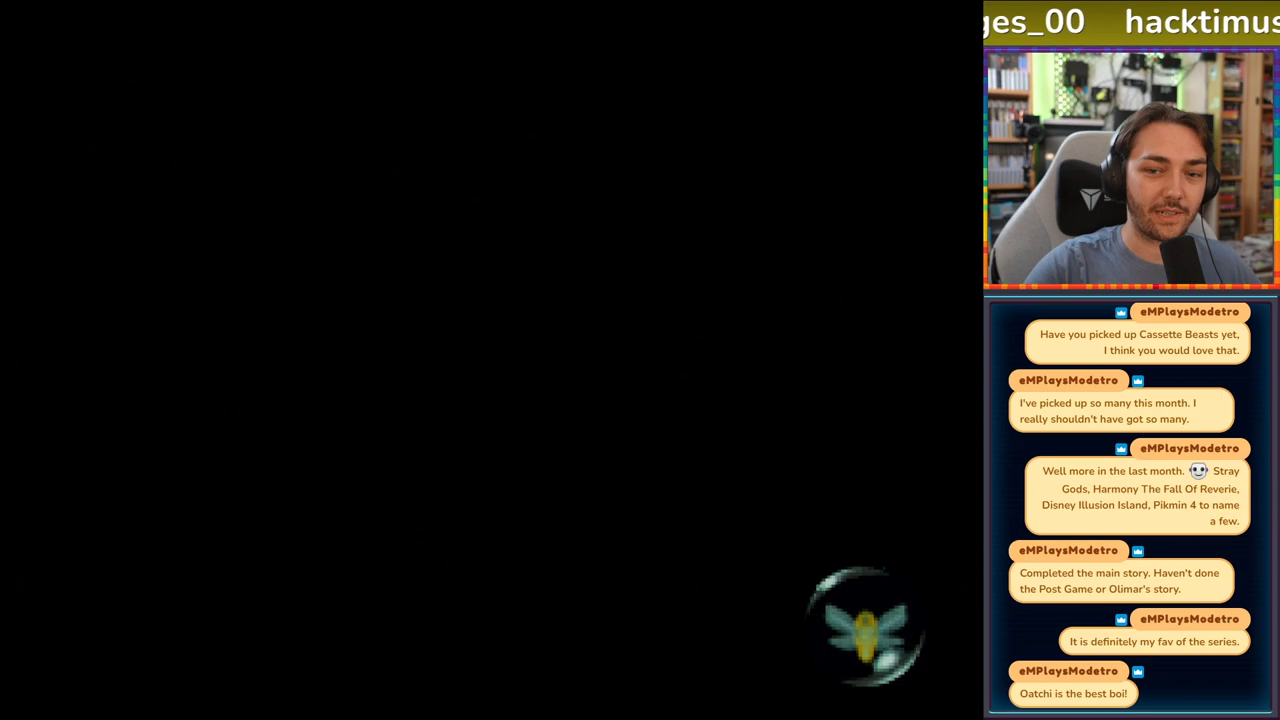 ges_00 hacktimus
eMPlaysModetro
Have you picked up Cassette Beasts yet,
I think you would love that.
eMPlaysModetro
I've picked up so many this month. I
really shouldn't have got so many.
eMPlaysModetro
Well more in the last month. Stray
Gods, Harmony The Fall Of Reverie,
Disney Illusion Island, Pikmin 4 to name
a few.
eMPlaysModetro
Completed the main story. Haven't done
the Post Game or Olimar's story.
eMPlaysModetro
It is definitely my fav of the series.
eMPlaysModetro
Oatchi is the best boi!